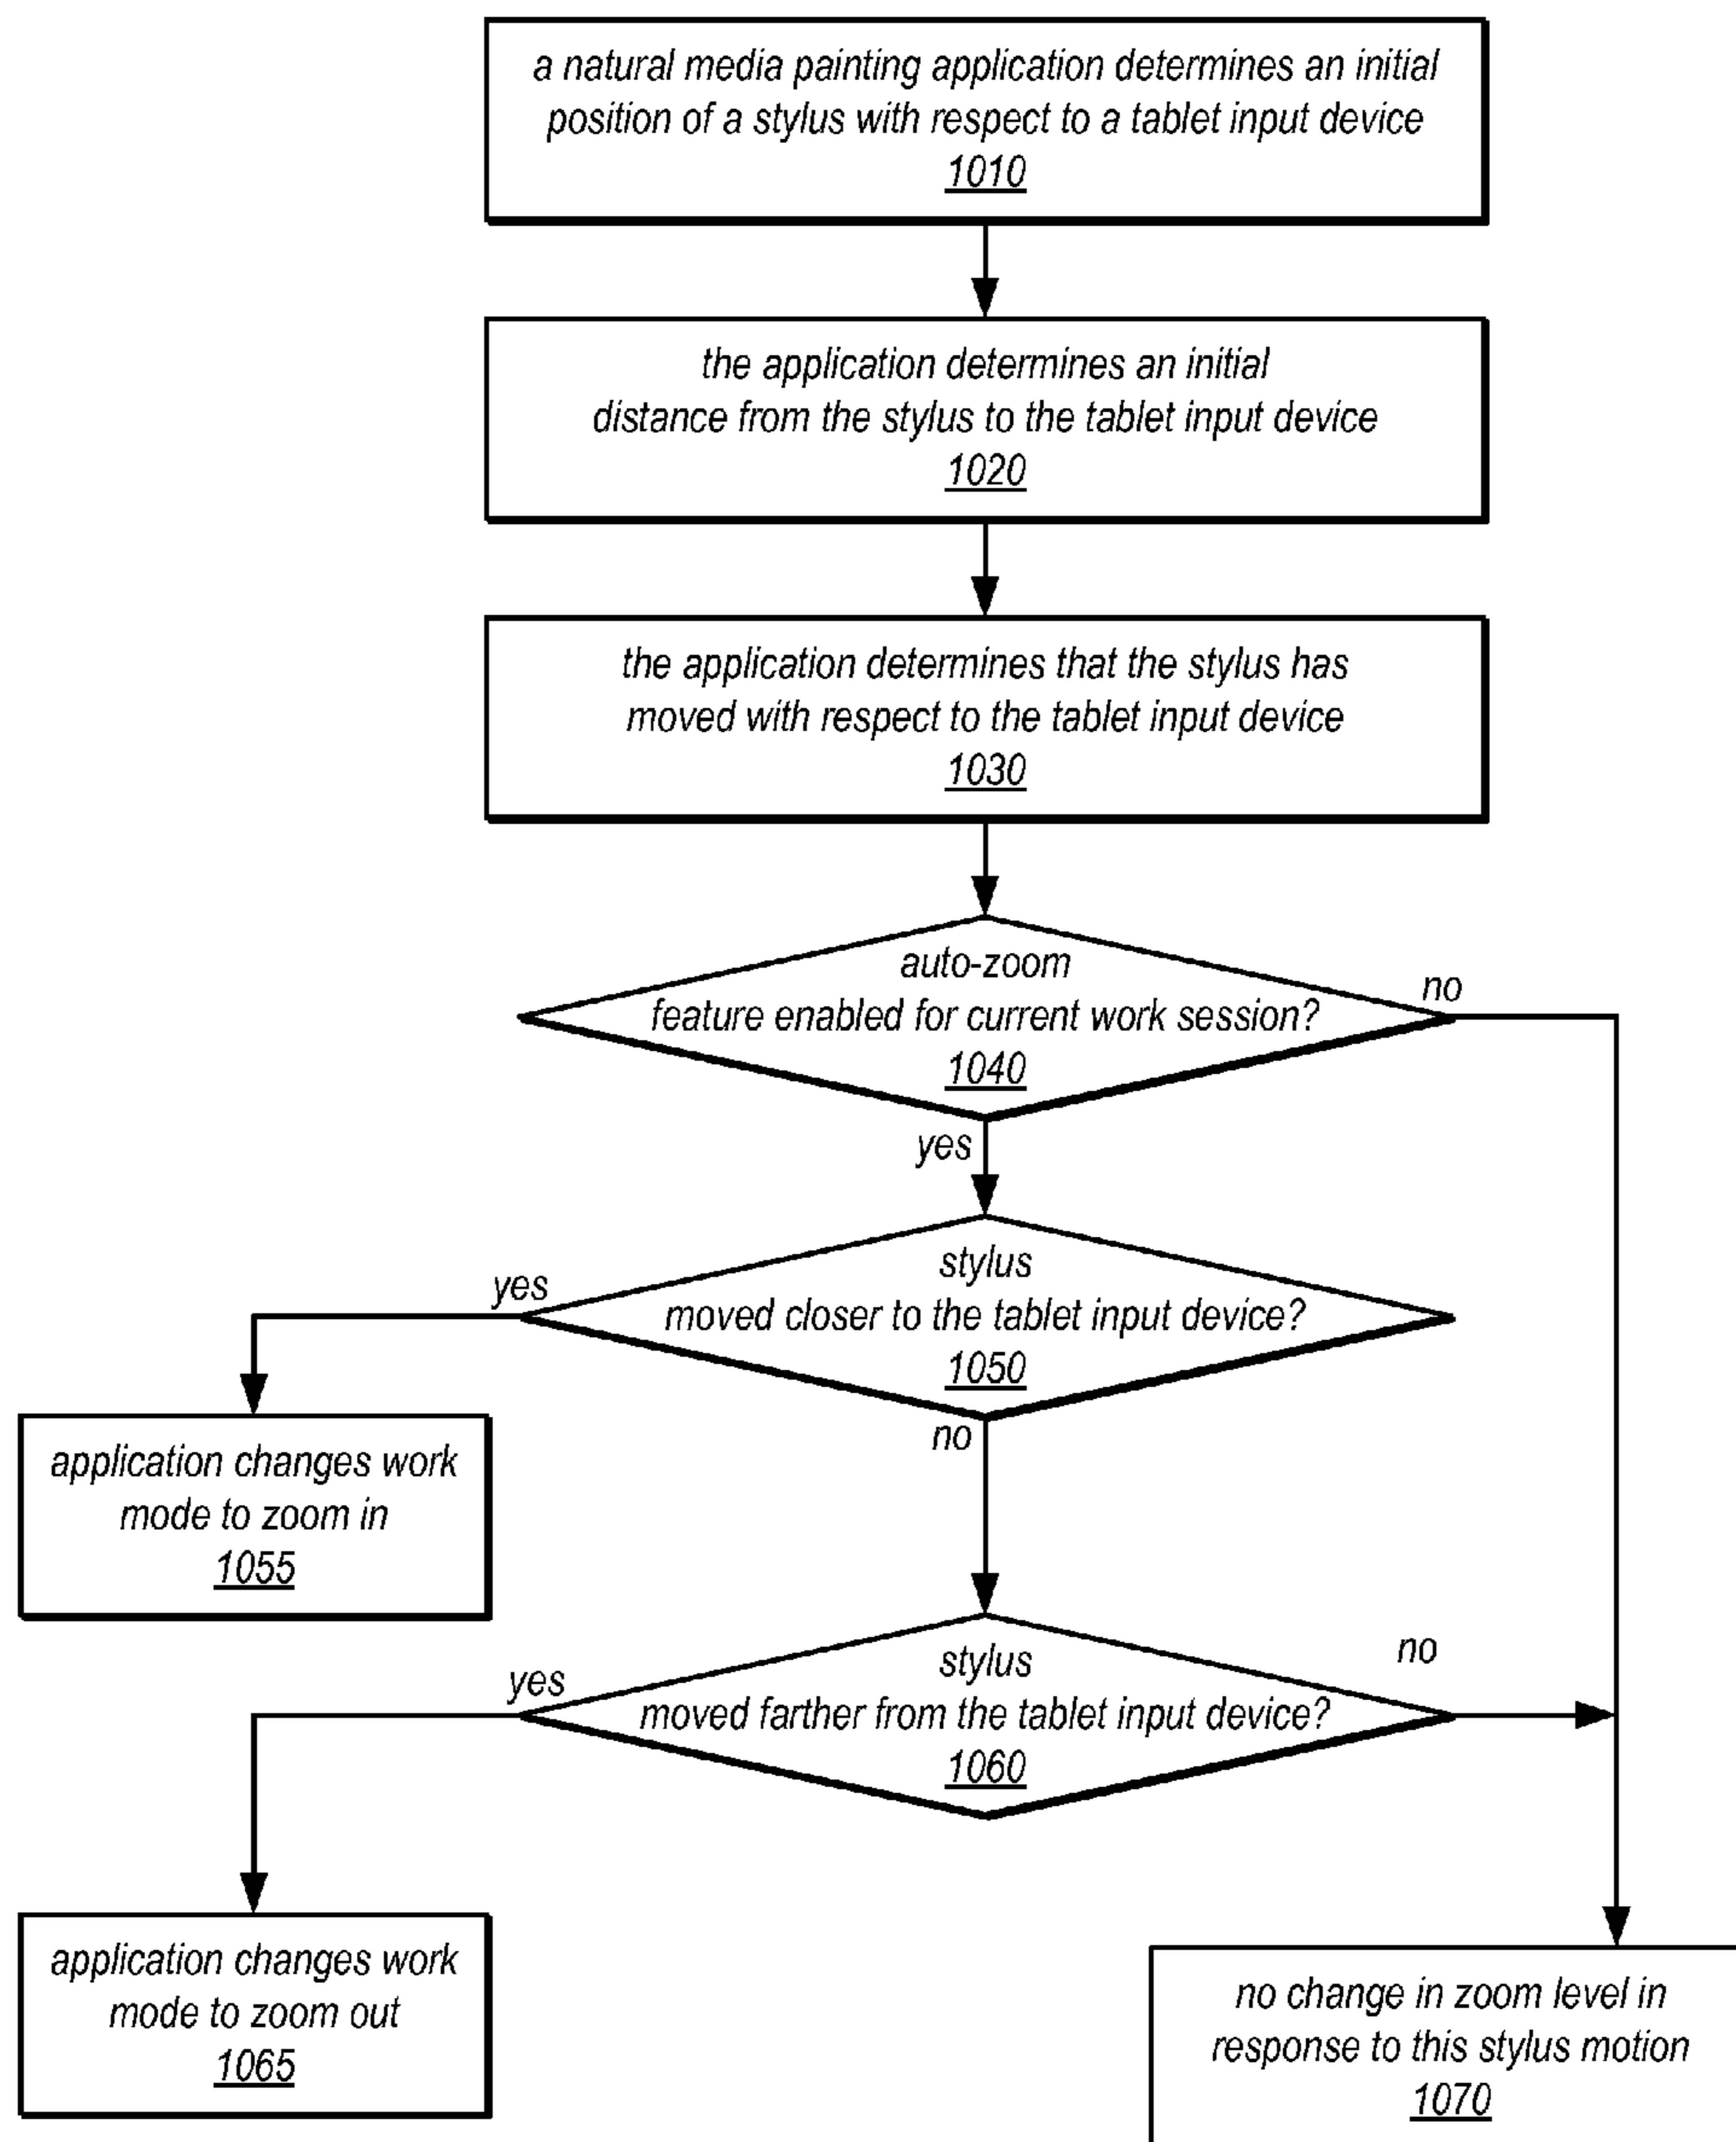 a natural media painting application determines an initial
position of a stylus with respect to a tablet input device
1010
the application determines an initial
distance from the stylus to the tablet input device
1020
the application determines that the stylus has
moved with respect to the tablet input device
1030
auto-zoom
feature enabled for current work session?
1040
no
yes
stylus
moved closer to the tablet input device?
1050
yes
no
application changes work
mode to zoom in
1055
stylus
moved farther from the tablet input device?
1060
yes
no
application changes work
mode to zoom out
1065
no change in zoom level in
response to this stylus motion
1070